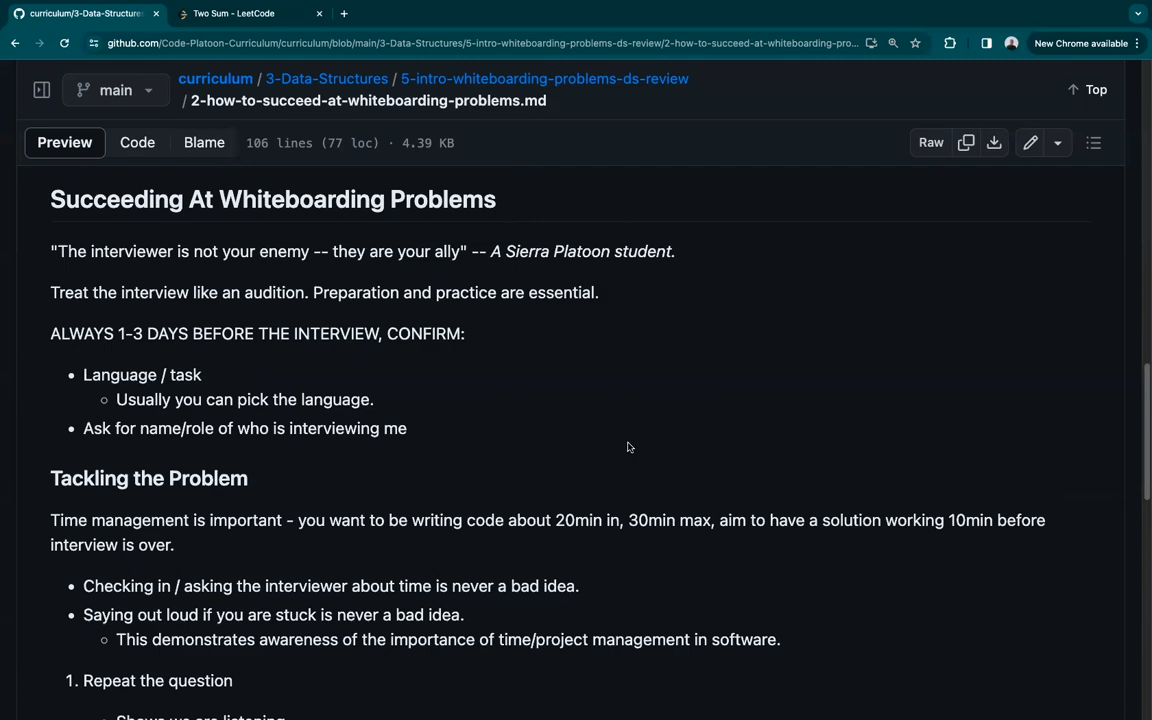 curriculum/3-Data-Structures
Two Sum - LeetCode
github.com/Code-Platoon-Curriculum/curriculum/blob/main/3-Data-Structures/5-intro-whiteboarding-problems-ds-review/2-how-to-succeed-at-whiteboarding-pro...
New Chrome available
main
curriculum / 3-Data-Structures / 5-intro-whiteboarding-problems-ds-review
/ 2-how-to-succeed-at-whiteboarding-problems.md
Top
Preview Code Blame 106 lines (77 loc) · 4.39 KB Raw
Succeeding At Whiteboarding Problems
"The interviewer is not your enemy -- they are your ally" -- A Sierra Platoon student.
Treat the interview like an audition. Preparation and practice are essential.
ALWAYS 1-3 DAYS BEFORE THE INTERVIEW, CONFIRM:
• Language / task
◦ Usually you can pick the language.
• Ask for name/role of who is interviewing me
Tackling the Problem
Time management is important - you want to be writing code about 20min in, 30min max, aim to have a solution working 10min before
interview is over.
• Checking in / asking the interviewer about time is never a bad idea.
• Saying out loud if you are stuck is never a bad idea.
◦ This demonstrates awareness of the importance of time/project management in software.
1. Repeat the question
◦ Shows we are listening